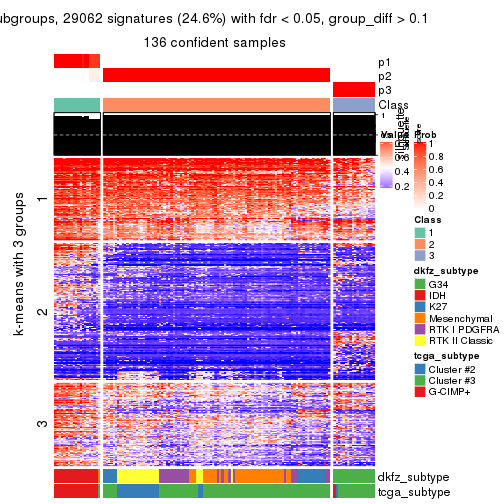 ubgroups, 29062 signatures (24.6%) with fdr < 0.05, group_diff > 0.1
136 confident samples
p1
p2
p3
Class
1
Silhouette
Value
Prob
0.6
0.4
0.2
1
0.8
0.6
0.4
0.2
0
Class
1
2
3
dkfz_subtype
G34
IDH
K27
Mesenchymal
RTK I PDGFRA
RTK II Classic
tcga_subtype
Cluster #2
Cluster #3
G-CIMP+
k-means with 3 groups
1
2
3
dkfz_subtype
tcga_subtype